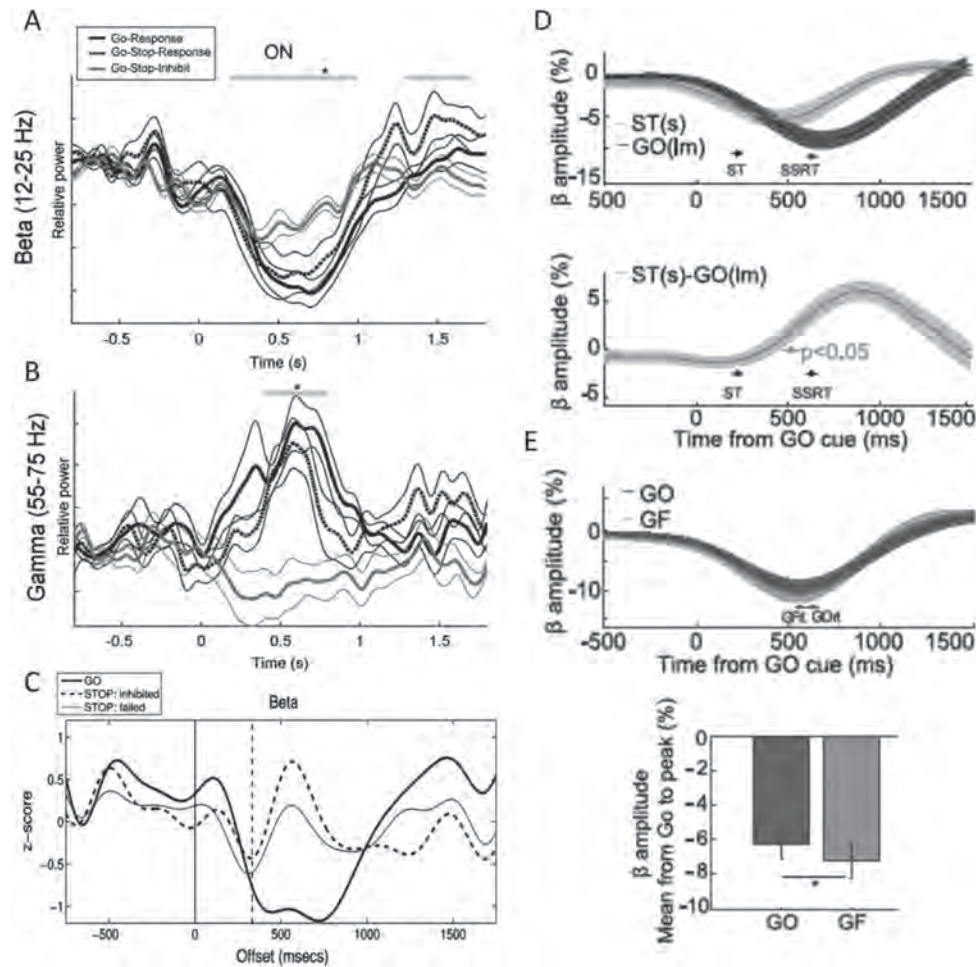 A
Go-Response
Go-Stop-Response
Go-Stop-Inhibit
ON
*
Beta (12-25 Hz)
Relative power
-0.5 0 0.5 1 1.5
Time (s)
B
*
Gamma (55-75 Hz)
Relative power
-0.5 0 0.5 1 1.5
Time (s)
C
GO
STOP: inhibited
STOP: failed
Beta
z-score
0.5
0
-0.5
-1
-500 0 500 1000 1500
Offset (msecs)
D
β amplitude (%)
0
-5
-10
-15
ST(s)
GO(lm)
ST SSRT
500 0 500 1000 1500
ST(s)-GO(lm)
β amplitude (%)
5
0
-5
p<0.05
ST SSRT
0 500 1000 1500
Time from GO cue (ms)
E
GO
GF
β amplitude (%)
0
-5
-10
GOrt
-500 0 500 1000 1500
Time from GO cue (ms)
β amplitude
Mean from Go to peak (%)
0
-2
-4
-6
-8
-10
*
GO GF